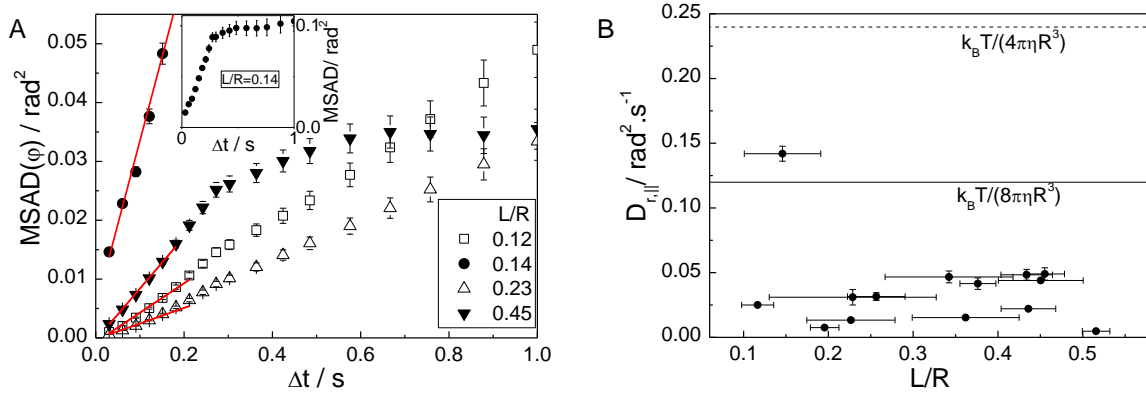 A
MSAD(φ) / rad²
0.05
0.04
0.03
0.02
0.01
0.00
0.0
0.2
0.4
0.6
0.8
1.0
Δt / s
L/R=0.14
0.1
0.0
MSAD/ rad²
0
1
Δt / s
L/R
0.12
0.14
0.23
0.45
B
D_r,|| / rad².s⁻¹
0.25
0.20
0.15
0.10
0.05
0.00
k_BT/(4πηR³)
k_BT/(8πηR³)
0.1
0.2
0.3
0.4
0.5
L/R